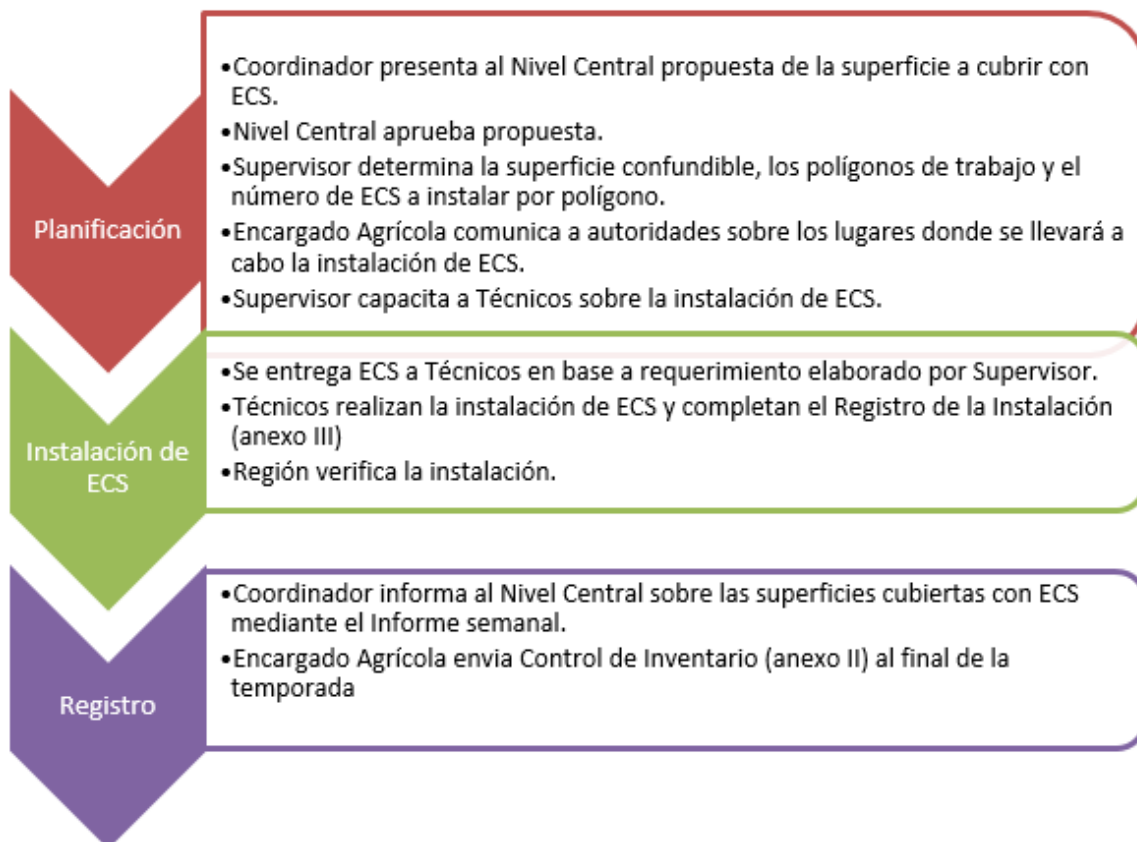 Planificación
•Coordinador presenta al Nivel Central propuesta de la superficie a cubrir con
ECS.
•Nivel Central aprueba propuesta.
•Supervisor determina la superficie confundible, los polígonos de trabajo y el
número de ECS a instalar por polígono.
•Encargado Agrícola comunica a autoridades sobre los lugares donde se llevará a
cabo la instalación de ECS.
•Supervisor capacita a Técnicos sobre la instalación de ECS.
Instalación de
ECS
•Se entrega ECS a Técnicos en base a requerimiento elaborado por Supervisor.
•Técnicos realizan la instalación de ECS y completan el Registro de la Instalación
(anexo III)
•Región verifica la instalación.
Registro
•Coordinador informa al Nivel Central sobre las superficies cubiertas con ECS
mediante el Informe semanal.
•Encargado Agrícola envia Control de Inventario (anexo II) al final de la
temporada